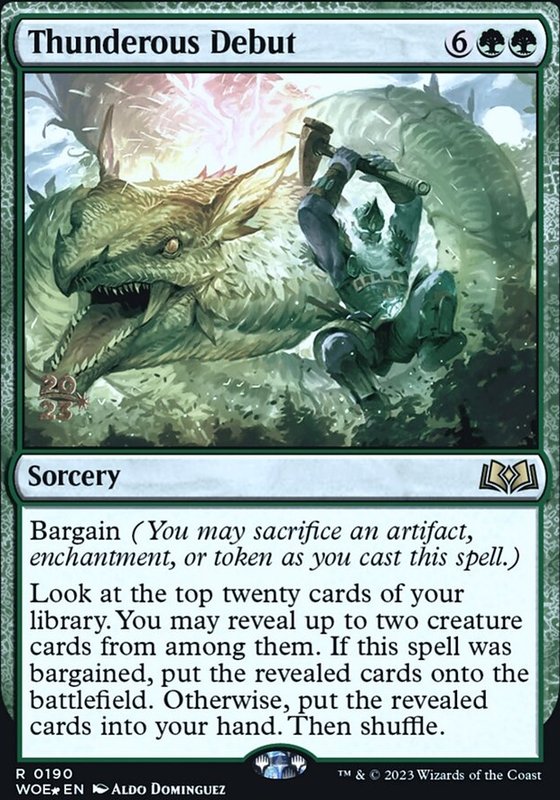 Thunderous Debut 6
20
23
Sorcery
Bargain (You may sacrifice an artifact,
enchantment, or token as you cast this spell.)
Look at the top twenty cards of your
library. You may reveal up to two creature
cards from among them. If this spell was
bargained, put the revealed cards onto the
battlefield. Otherwise, put the revealed
cards into your hand. Then shuffle.
R 0190
WOE★EN Aldo Dominguez
™ & © 2023 Wizards of the Coast